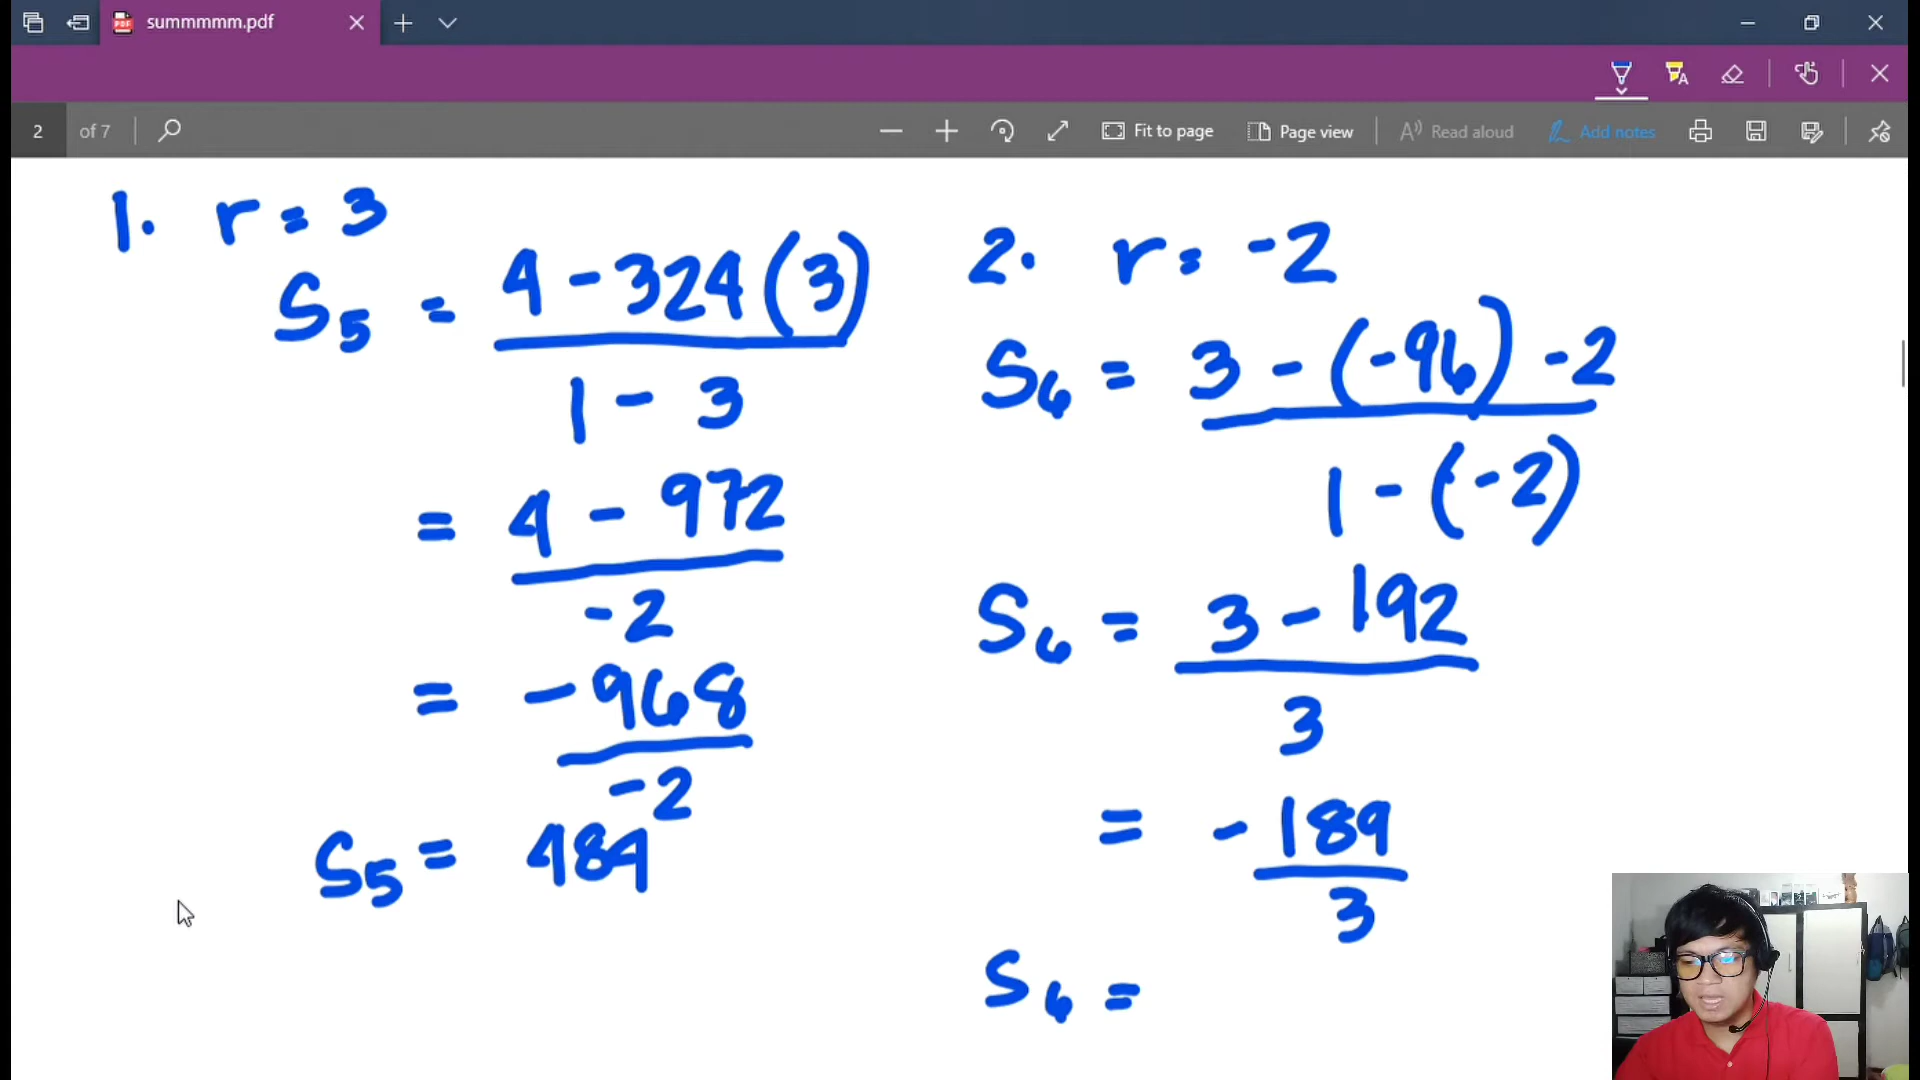 summmmm.pdf
2 of 7
Fit to page
Page view
Read aloud
Add notes
1. r = 3
S5 = 4 - 324(3)
1 - 3
= 4 - 972
-2
= -968
-2
S5 = 484
2. r = -2
S6 = 3 - (-96) -2
1 - (-2)
S6 = 3 - 192
3
= -189
3
S6 =